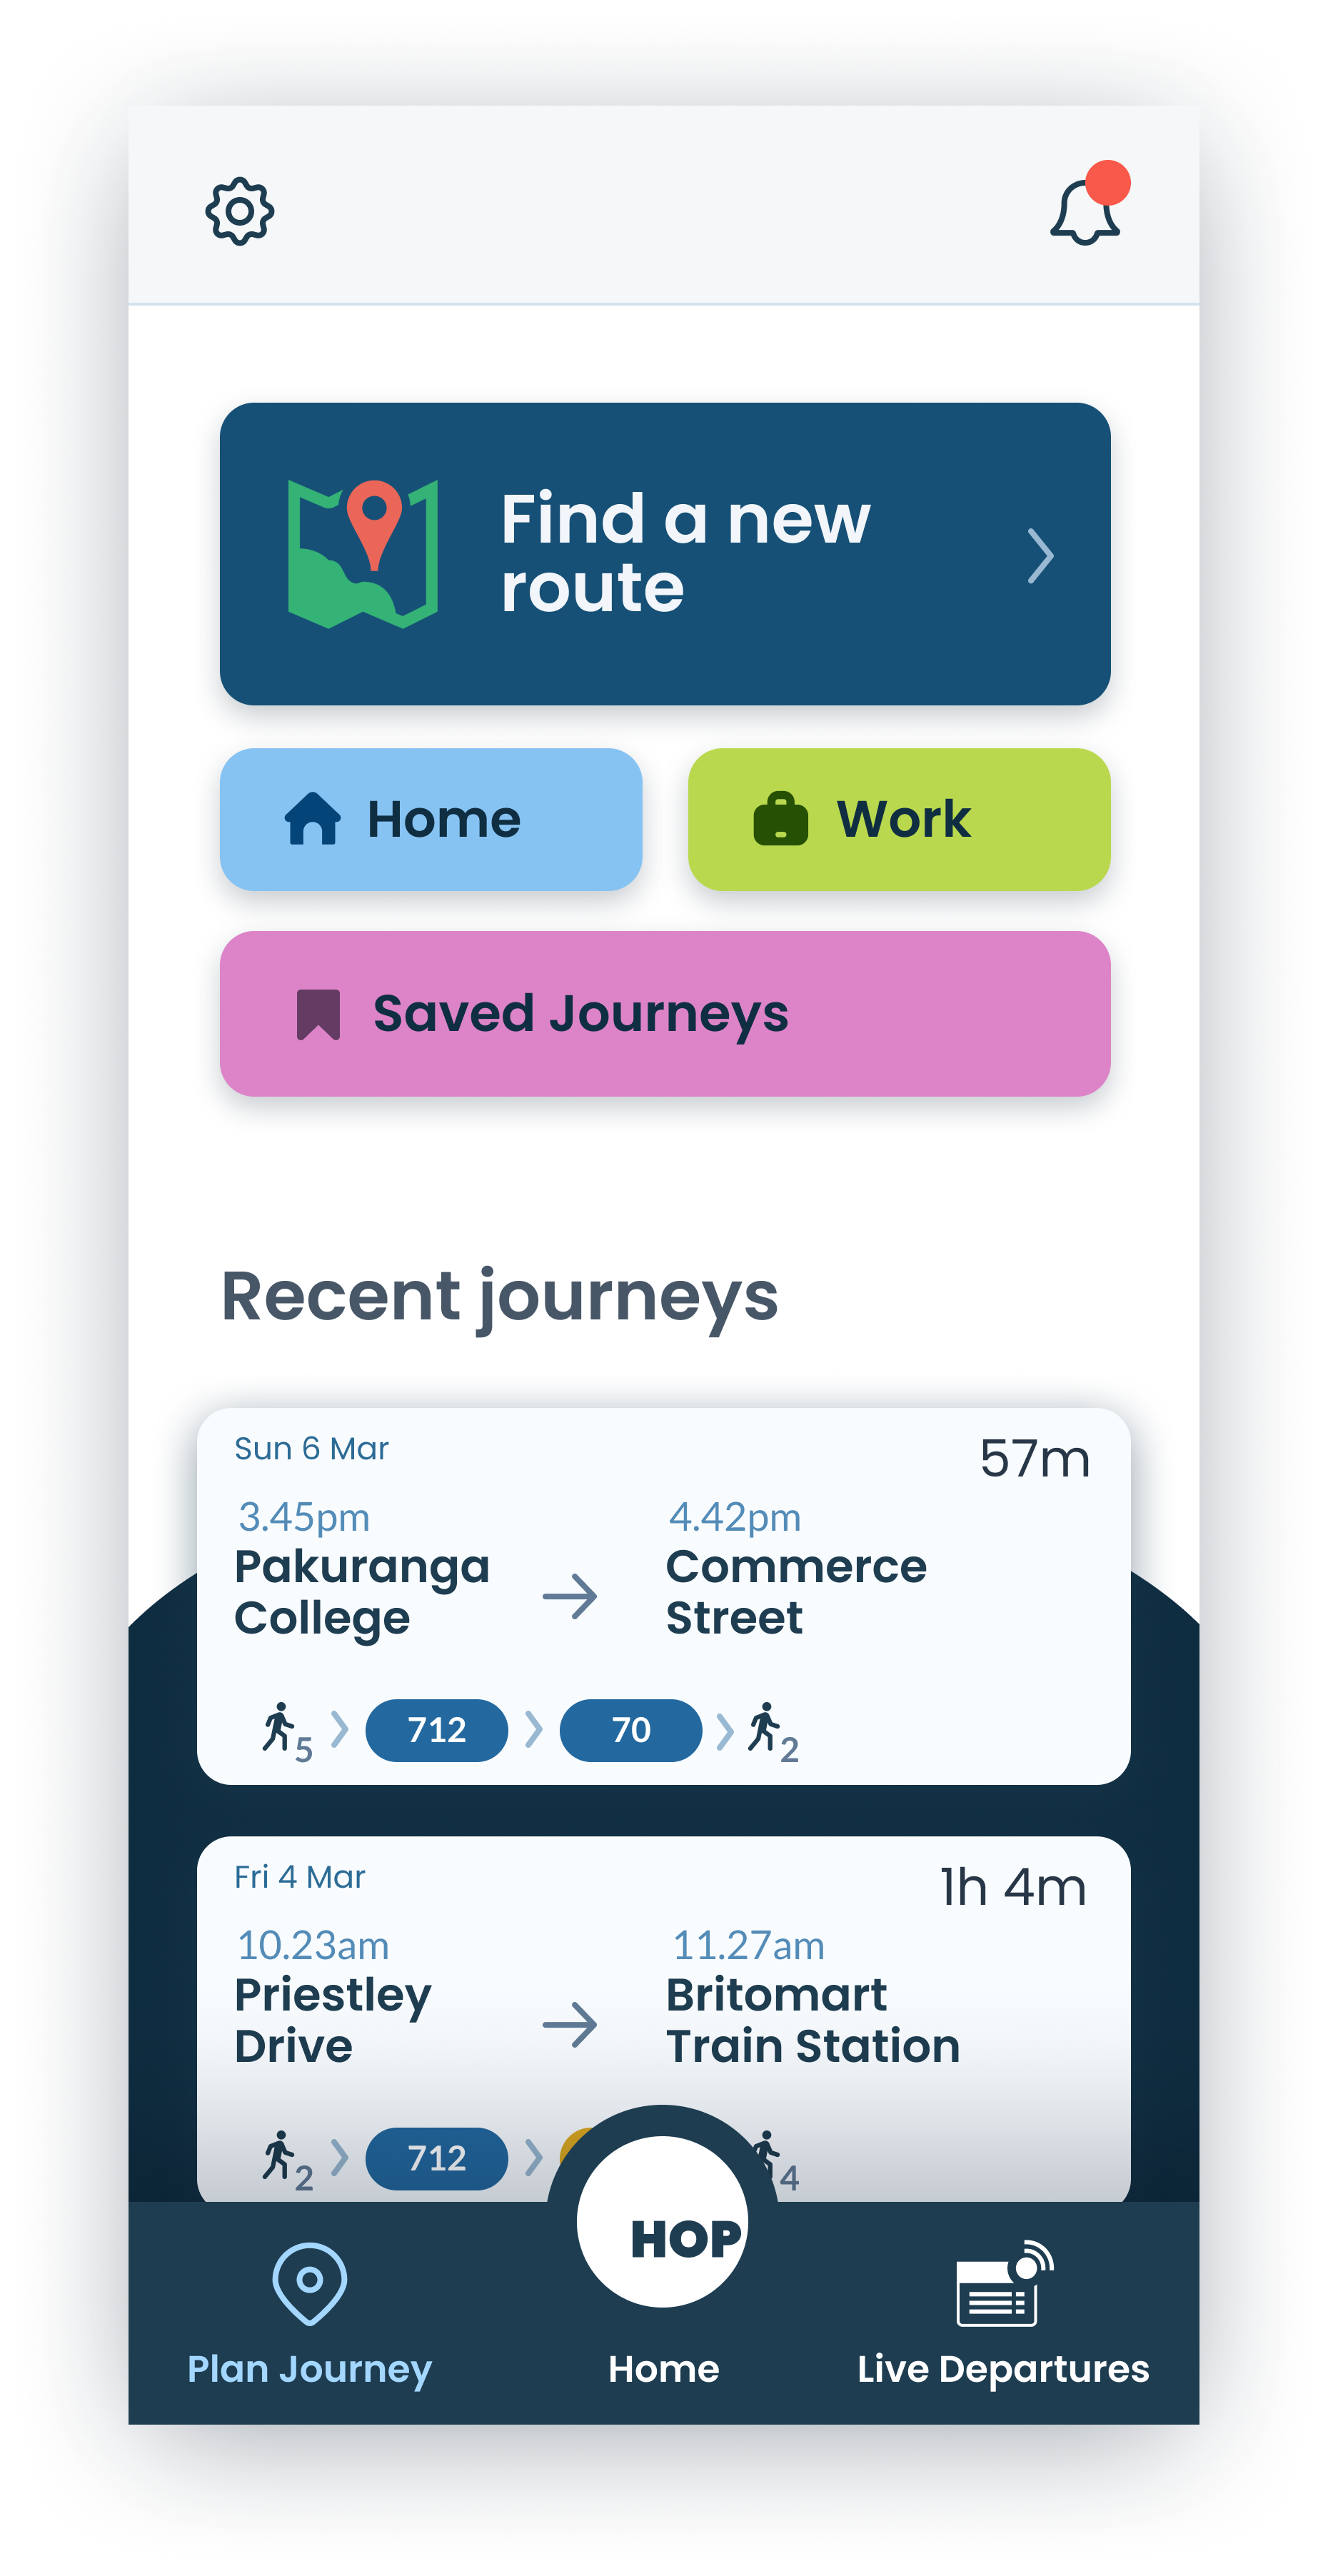 Find a new
route
Home
Work
Saved Journeys
Recent journeys
Sun 6 Mar
57m
3.45pm
4.42pm
Pakuranga
Commerce
College
Street
5
712
70
2
Fri 4 Mar
1h 4m
10.23am
11.27am
Priestley
Britomart
Drive
Train Station
2
712
4
HOP
Plan Journey
Home
Live Departures